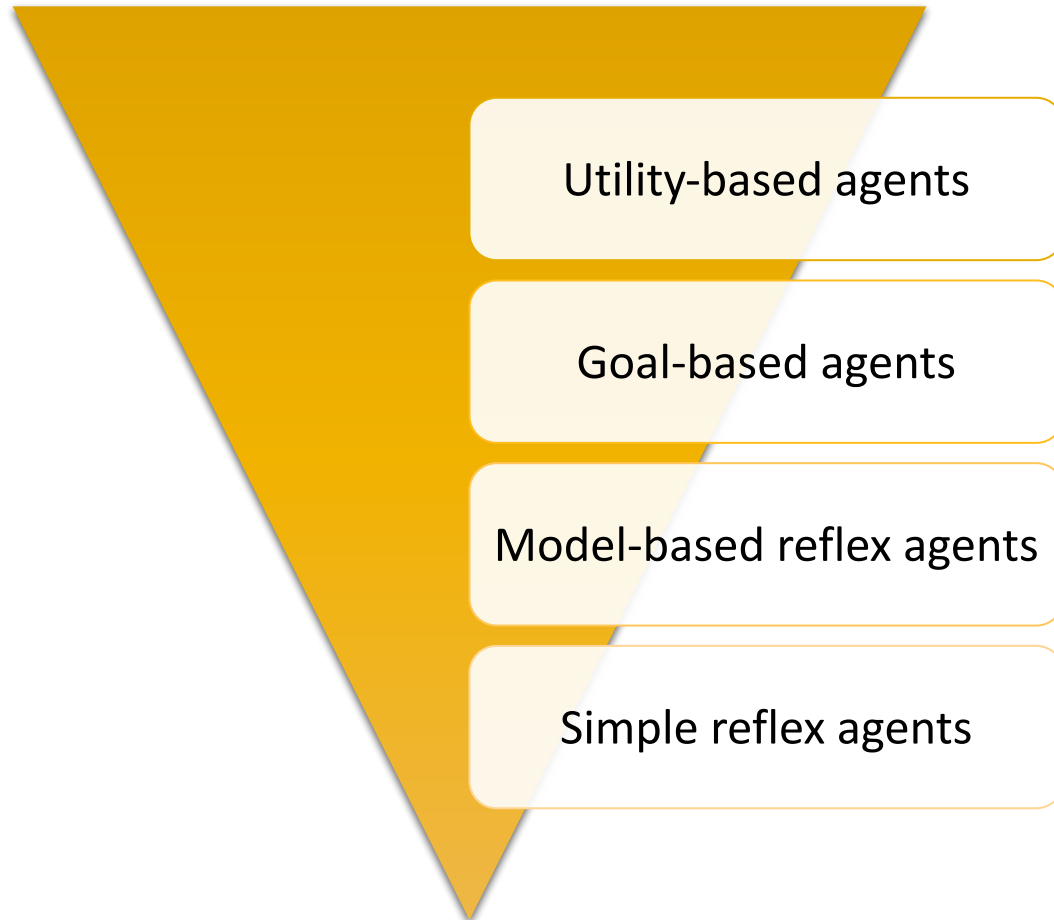 Utility-based agents
Goal-based agents
Model-based reflex agents
Simple reflex agents